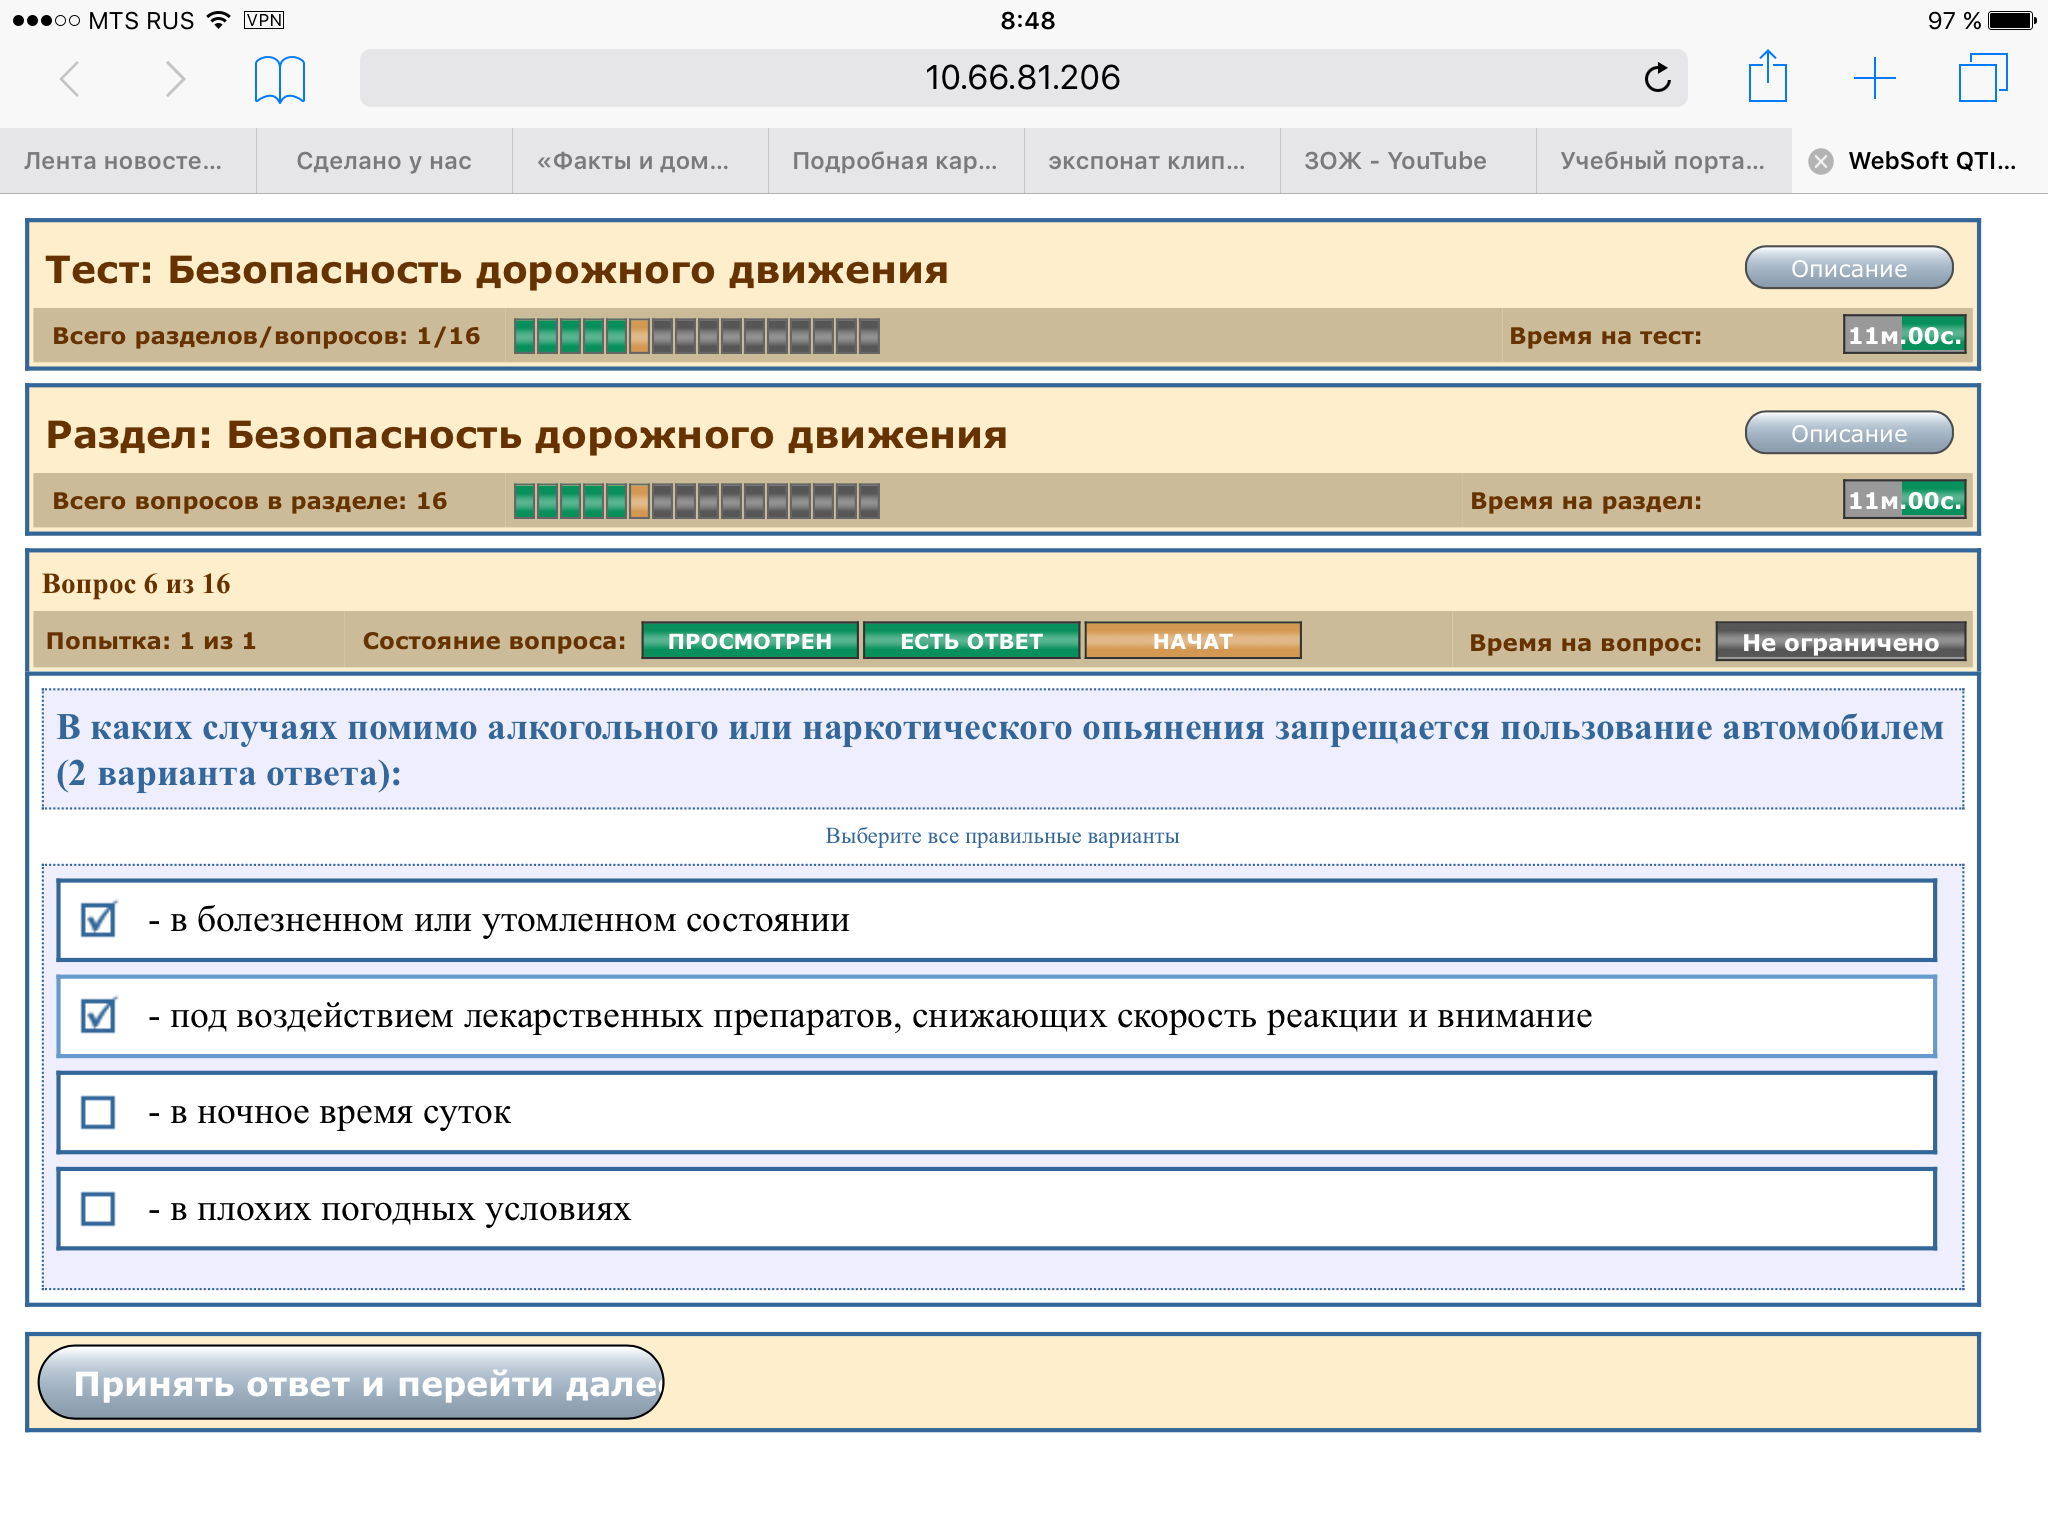 MTS RUS VPN 8:48 97 %
10.66.81.206
Лента новосте... Сделано у нас «Факты и дом... Подробная кар... экспонат клип... ЗОЖ - YouTube Учебный порта... WebSoft QTI...
Тест: Безопасность дорожного движения Описание
Всего разделов/вопросов: 1/16 Время на тест: 11м.00с.
Раздел: Безопасность дорожного движения Описание
Всего вопросов в разделе: 16 Время на раздел: 11м.00с.
Вопрос 6 из 16
Попытка: 1 из 1 Состояние вопроса: ПРОСМОТРЕН ЕСТЬ ОТВЕТ НАЧАТ Время на вопрос: Не ограничено
В каких случаях помимо алкогольного или наркотического опьянения запрещается пользование автомобилем
(2 варианта ответа):
Выберите все правильные варианты
- в болезненном или утомленном состоянии
- под воздействием лекарственных препаратов, снижающих скорость реакции и внимание
- в ночное время суток
- в плохих погодных условиях
Принять ответ и перейти дале